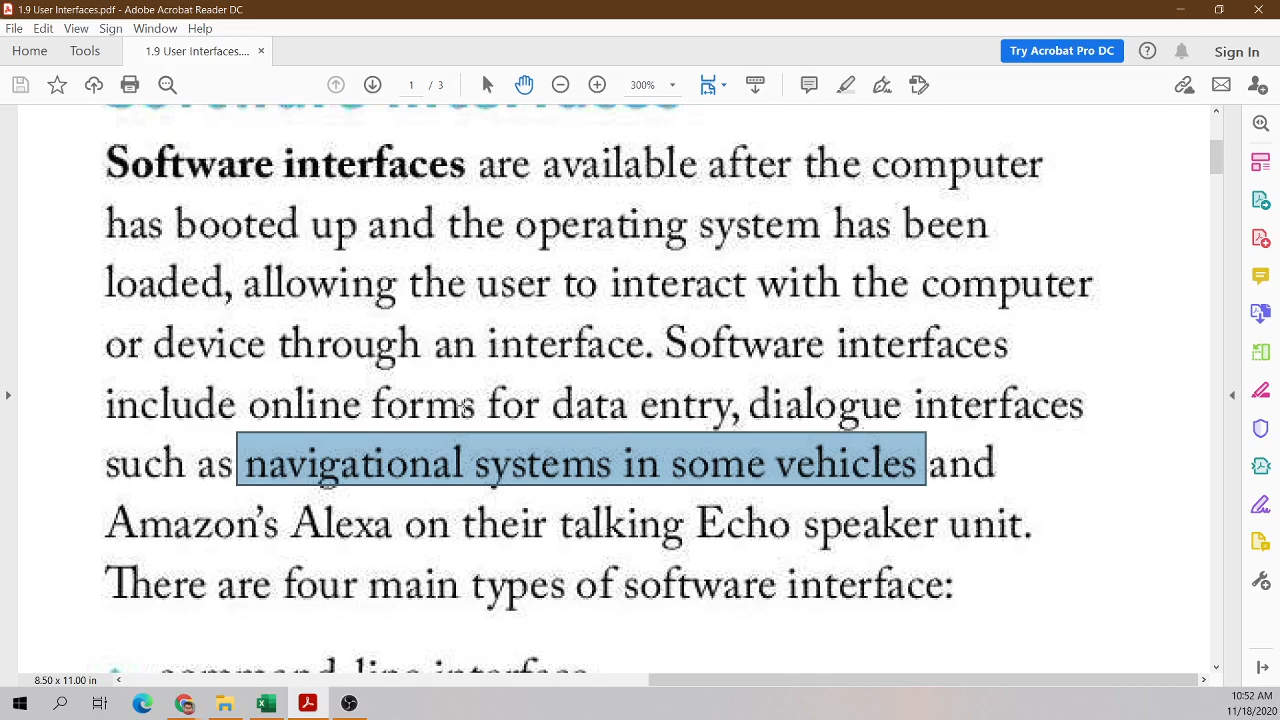 1.9 User Interfaces.pdf - Adobe Acrobat Reader DC
File Edit View Sign Window Help
Home Tools 1.9 User Interfaces.... × Try Acrobat Pro DC Sign In
1 / 3 300%
Software Interfaces
Software interfaces are available after the computer
has booted up and the operating system has been
loaded, allowing the user to interact with the computer
or device through an interface. Software interfaces
include online forms for data entry, dialogue interfaces
such as navigational systems in some vehicles and
Amazon’s Alexa on their talking Echo speaker unit.
There are four main types of software interface:
command-line interface
8.50 x 11.00 in
10:52 AM
11/18/2020